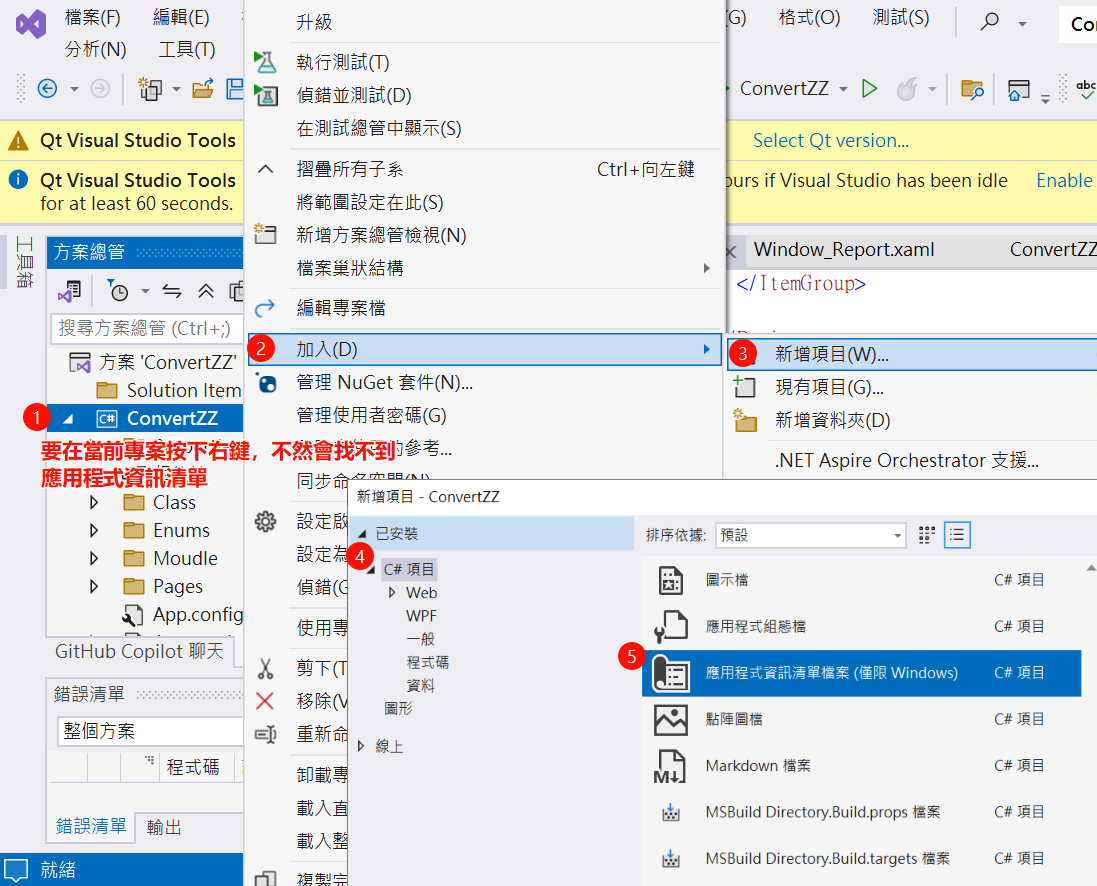 檔案(F)
編輯(E)
(G)
格式(O)
測試(S)
分析(N)
工具(T)
ConvertZZ
Qt Visual Studio Tools
Select Qt version...
Qt Visual Studio Tools
for at least 60 seconds.
ours if Visual Studio has been idle
Enable
工具箱
方案總管
搜尋方案總管 (Ctrl+;)
方案 'ConvertZZ'
Solution Item
1
ConvertZZ
要在當前專案按下右鍵，不然會找不到
應用程式資訊清單
Class
Enums
Moudle
Pages
App.config
GitHub Copilot 聊天
錯誤清單
整個方案
程式碼
錯誤清單
輸出
就緒
升級
執行測試(T)
偵錯並測試(D)
在測試總管中顯示(S)
摺疊所有子系
Ctrl+向左鍵
將範圍設定在此(S)
新增方案總管檢視(N)
檔案巢狀結構
編輯專案檔
2
加入(D)
管理 NuGet 套件(N)...
管理使用者密碼(G)
的參考...
同步命名空間(N)
設定啟
設定為
偵錯(G
使用專
剪下(T
移除(V
重新命
卸載專
載入直
載入整
複製完
Window_Report.xaml
ConvertZZ
</ItemGroup>
3
新增項目(W)...
現有項目(G)...
新增資料夾(D)
.NET Aspire Orchestrator 支援...
新增項目 - ConvertZZ
已安裝
4
C# 項目
Web
WPF
一般
程式碼
資料
圖形
線上
排序依據:
預設
圖示檔
C# 項目
應用程式組態檔
C# 項目
5
應用程式資訊清單檔案 (僅限 Windows)
C# 項目
點陣圖檔
C# 項目
Markdown 檔案
C# 項目
MSBuild Directory.Build.props 檔案
C# 項目
MSBuild Directory.Build.targets 檔案
C# 項目